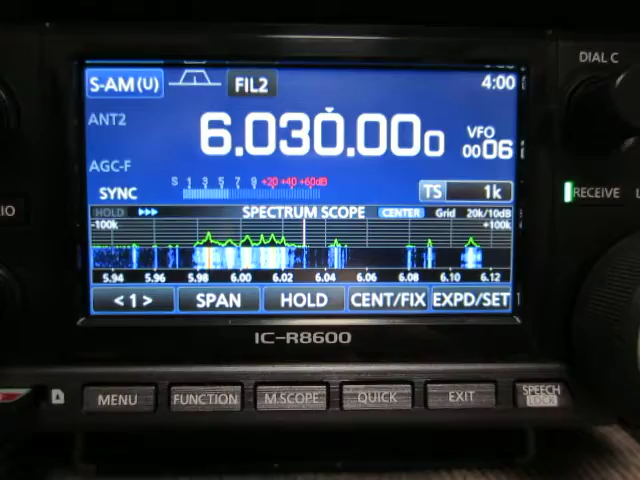 DIAL C
S-AM(U) FIL2 4:00
ANT2
6.030.000
VFO
0006
AGC-F
S 1 3 5 7 9 +20 +40 +60dB
SYNC
TS 1k
RECEIVE
HOLD SPECTRUM SCOPE CENTER Grid 20k/10dB
-100k +100k
5.94 5.96 5.98 6.00 6.02 6.04 6.06 6.08 6.10 6.12
<1> SPAN HOLD CENT/FIX EXPD/SET
IC-R8600
MENU FUNCTION M.SCOPE QUICK EXIT SPEECH
LOCK